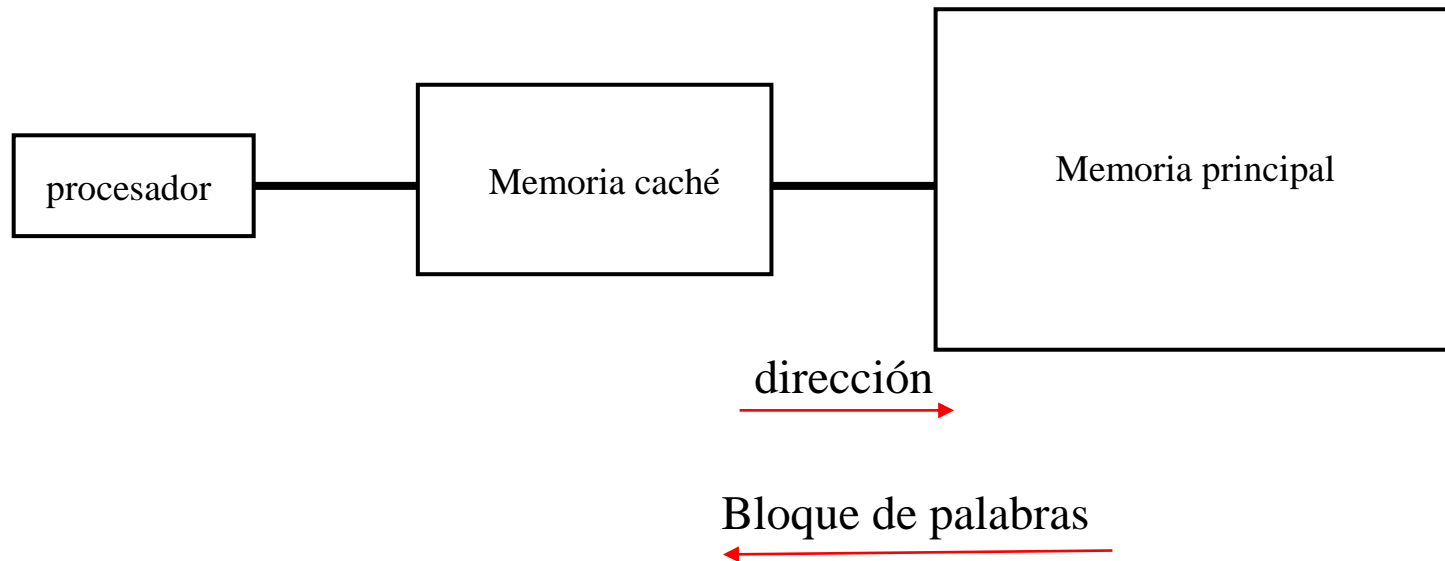 procesador
Memoria caché
Memoria principal
dirección
Bloque de palabras